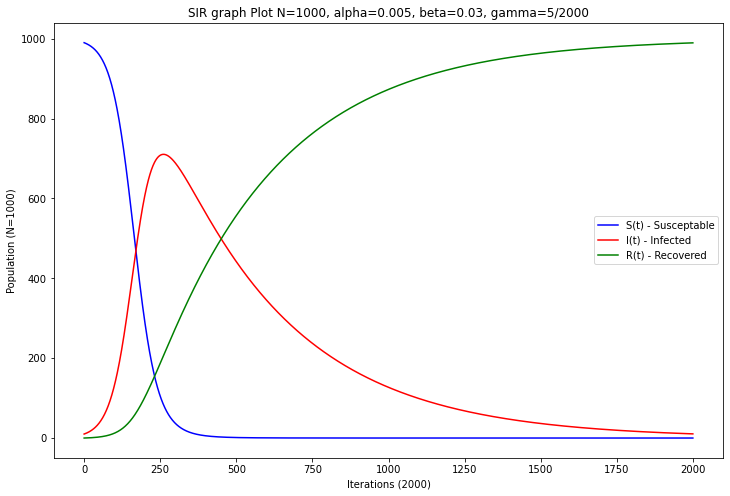 SIR graph Plot N=1000, alpha=0.005, beta=0.03, gamma=5/2000
1000
800
600
400
200
0
Population (N=1000)
S(t) - Susceptable
I(t) - Infected
R(t) - Recovered
0 250 500 750 1000 1250 1500 1750 2000
Iterations (2000)